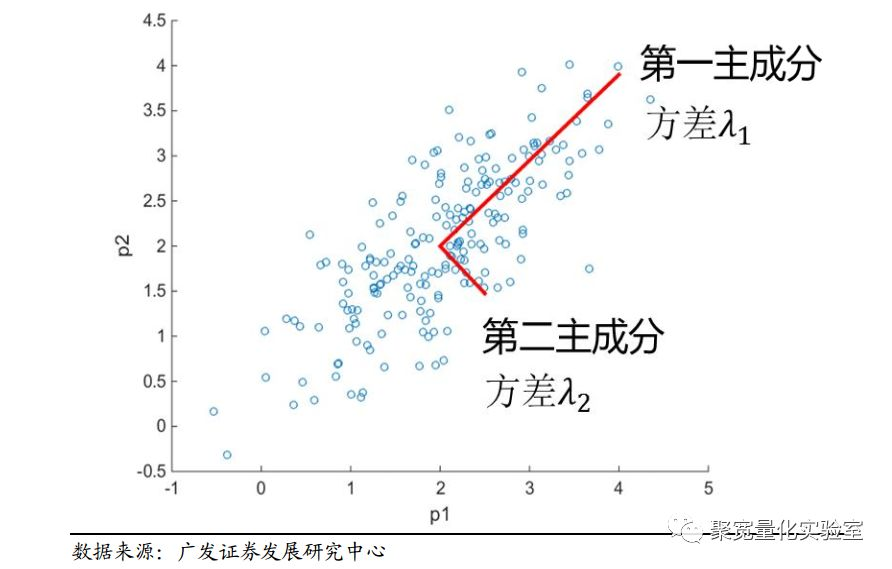 4.5
4
3.5
3
2.5
2
1.5
1
0.5
0
-0.5
p2
-1 0 1 2 3 4 5
p1
第一主成分
方差λ1
第二主成分
方差λ2
聚宽量化实验室
数据来源：广发证券发展研究中心